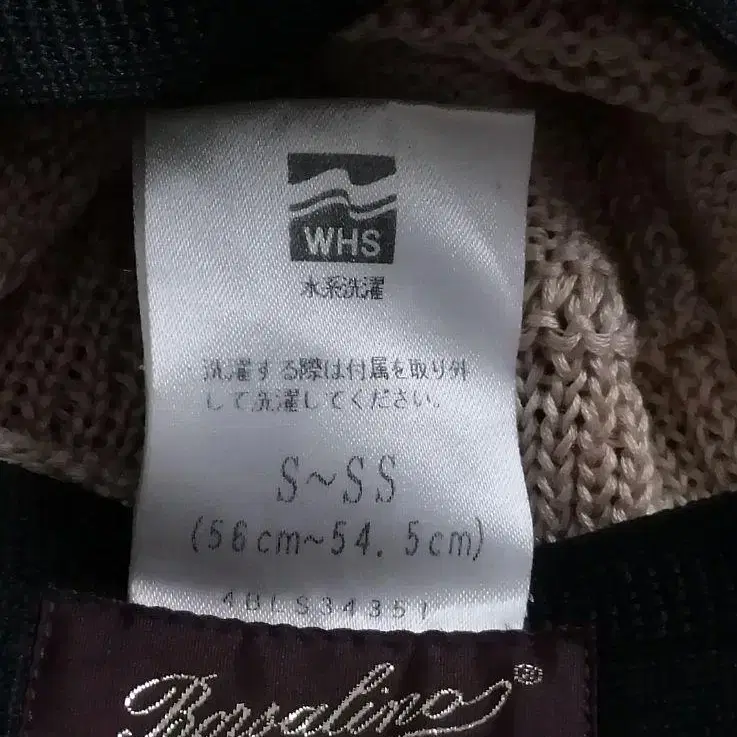 WHS
水系洗濯
洗濯する際は付属を取り外
して洗濯してください。
S~SS
(56cm~54.5cm)
Borsalino®